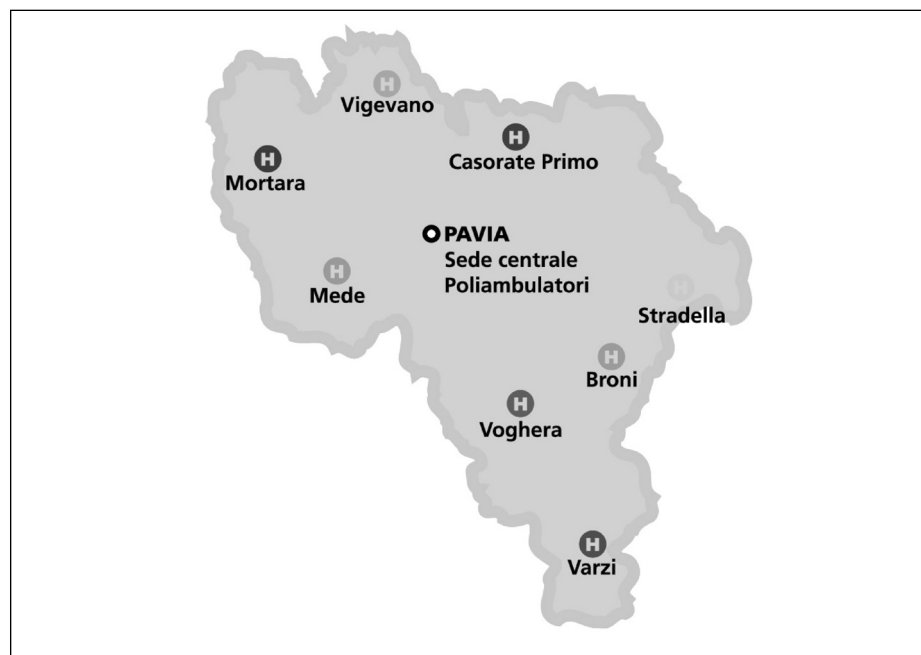 H
Vigevano
H
Casorate Primo
H
Mortara
PAVIA
Sede centrale
Poliambulatori
H
Mede
H
Stradella
H
Broni
H
Voghera
H
Varzi